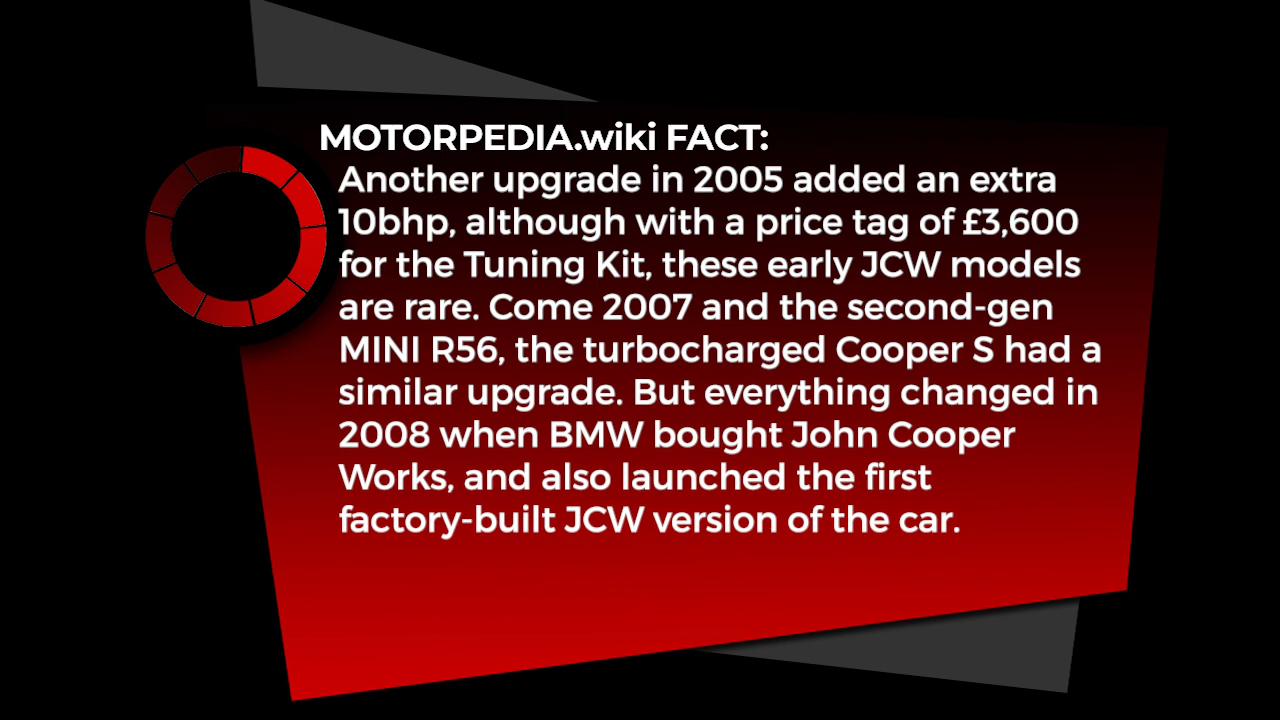 MOTORPEDIA.wiki FACT:
Another upgrade in 2005 added an extra
10bhp, although with a price tag of £3,600
for the Tuning Kit, these early JCW models
are rare. Come 2007 and the second-gen
MINI R56, the turbocharged Cooper S had a
similar upgrade. But everything changed in
2008 when BMW bought John Cooper
Works, and also launched the first
factory-built JCW version of the car.